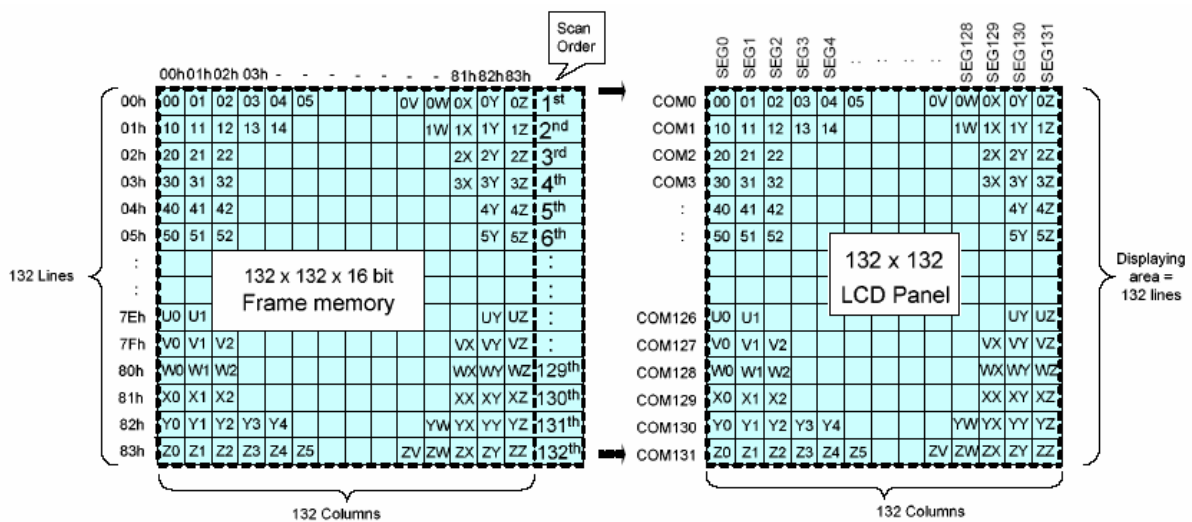 Scan
Order
00h 01h 02h 03h - - - - - - - 81h 82h 83h
SEG0 SEG1 SEG2 SEG3 SEG4 .. .. .. .. SEG128 SEG129 SEG130 SEG131
00h 00 01 02 03 04 05 0V 0W 0X 0Y 0Z 1st
01h 10 11 12 13 14 1W 1X 1Y 1Z 2nd
02h 20 21 22 2X 2Y 2Z 3rd
03h 30 31 32 3X 3Y 3Z 4th
04h 40 41 42 4Y 4Z 5th
05h 50 51 52 5Y 5Z 6th
: :
: :
7Eh U0 U1 UY UZ :
7Fh V0 V1 V2 VX VY VZ :
80h W0 W1 W2 WX WY WZ 129th
81h X0 X1 X2 XX XY XZ 130th
82h Y0 Y1 Y2 Y3 Y4 YW YX YY YZ 131th
83h Z0 Z1 Z2 Z3 Z4 Z5 ZV ZW ZX ZY ZZ 132th
132 Lines
132 x 132 x 16 bit
Frame memory
132 Columns
COM0 00 01 02 03 04 05 0V 0W 0X 0Y 0Z
COM1 10 11 12 13 14 1W 1X 1Y 1Z
COM2 20 21 22 2X 2Y 2Z
COM3 30 31 32 3X 3Y 3Z
: 40 41 42 4Y 4Z
: 50 51 52 5Y 5Z
COM126 U0 U1 UY UZ
COM127 V0 V1 V2 VX VY VZ
COM128 W0 W1 W2 WX WY WZ
COM129 X0 X1 X2 XX XY XZ
COM130 Y0 Y1 Y2 Y3 Y4 YW YX YY YZ
COM131 Z0 Z1 Z2 Z3 Z4 Z5 ZV ZW ZX ZY ZZ
132 x 132
LCD Panel
Displaying
area =
132 lines
132 Columns